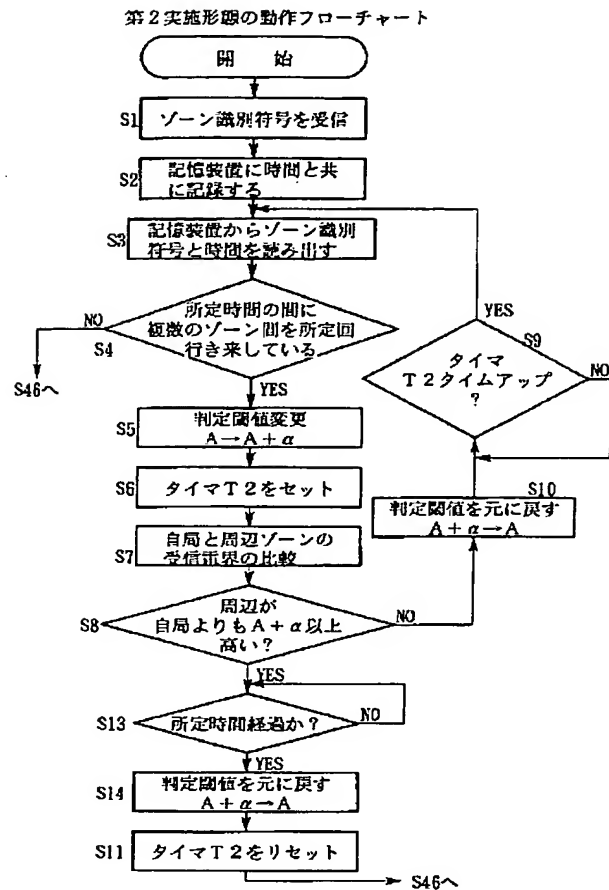 第2実施形態の動作フローチャート
開 始
S1
ゾーン識別符号を受信
S2
記憶装置に時間と共
に記録する
S3
記憶装置からゾーン識別
符号と時間を読み出す
所定時間の間に
複数のゾーン間を所定回
行き来している
S4
NO
S46へ
YES
S5
判定閾値変更
A→A+α
S6
タイマT2をセット
S7
自局と周辺ゾーンの
受信電界の比較
S8
周辺が
自局よりもA+α以上
高い?
NO
YES
S9
タイマ
T2タイムアップ
?
YES
NO
S10
判定閾値を元に戻す
A+α→A
S13
所定時間経過か?
NO
YES
S14
判定閾値を元に戻す
A+α→A
S11
タイマT2をリセット
S46へ